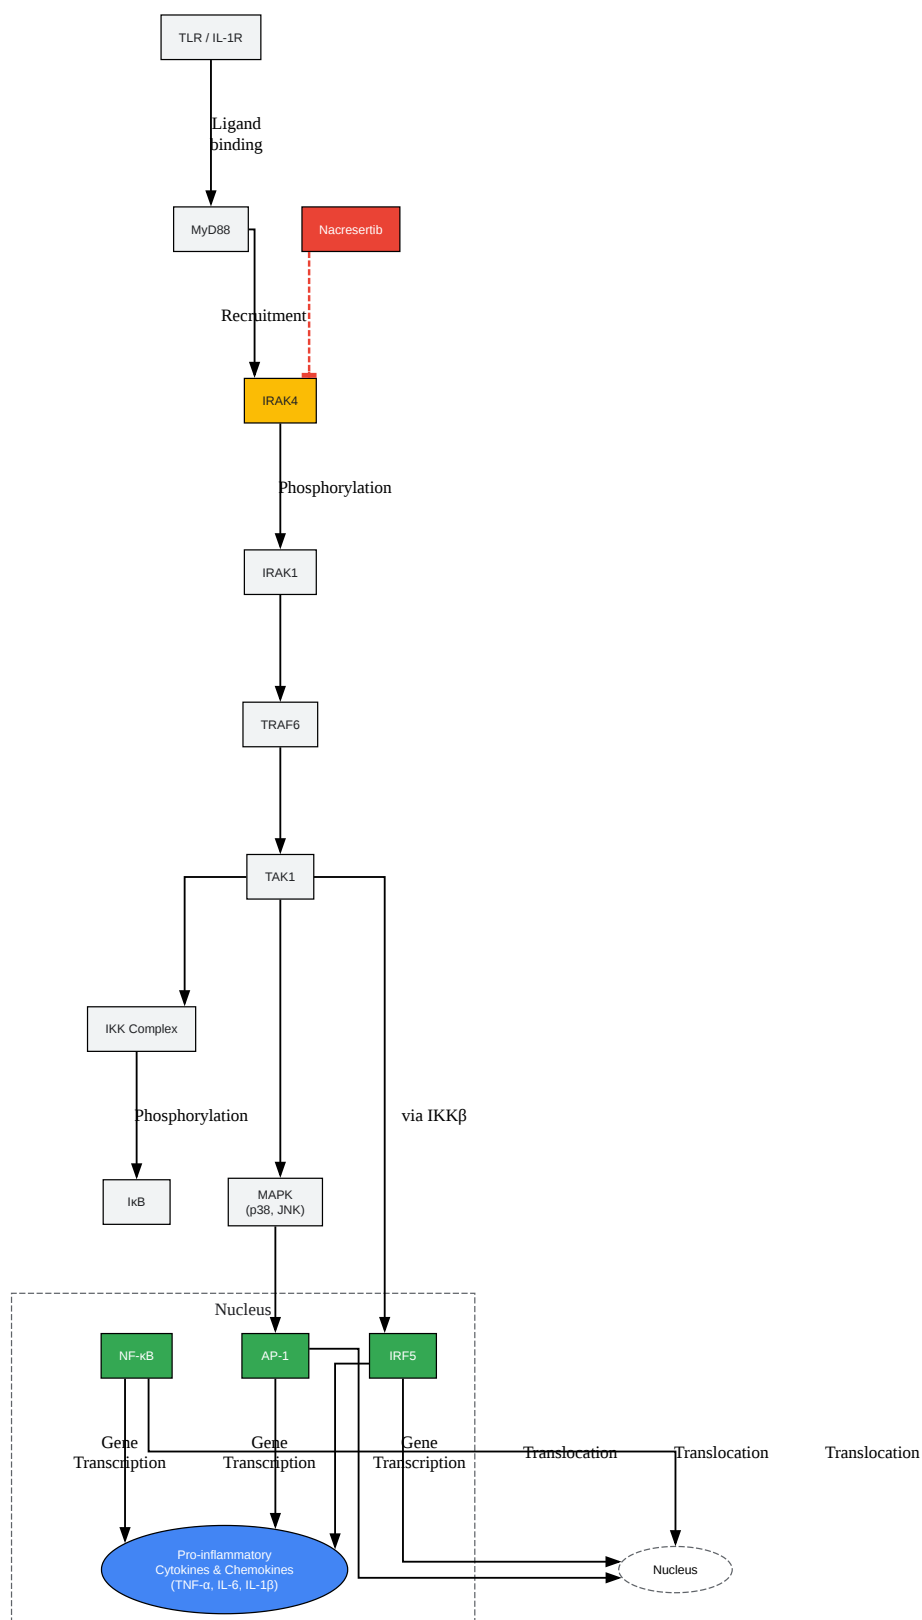 TLR / IL-1R
Ligand
binding
MyD88
Nacresertib
Recruitment
IRAK4
Phosphorylation
IRAK1
TRAF6
TAK1
IKK Complex
Phosphorylation
via IKKβ
IκB
MAPK
(p38, JNK)
Nucleus
NF-κB
AP-1
IRF5
Gene
Transcription
Gene
Transcription
Gene
Transcription
Translocation
Translocation
Translocation
Pro-inflammatory
Cytokines & Chemokines
(TNF-α, IL-6, IL-1β)
Nucleus